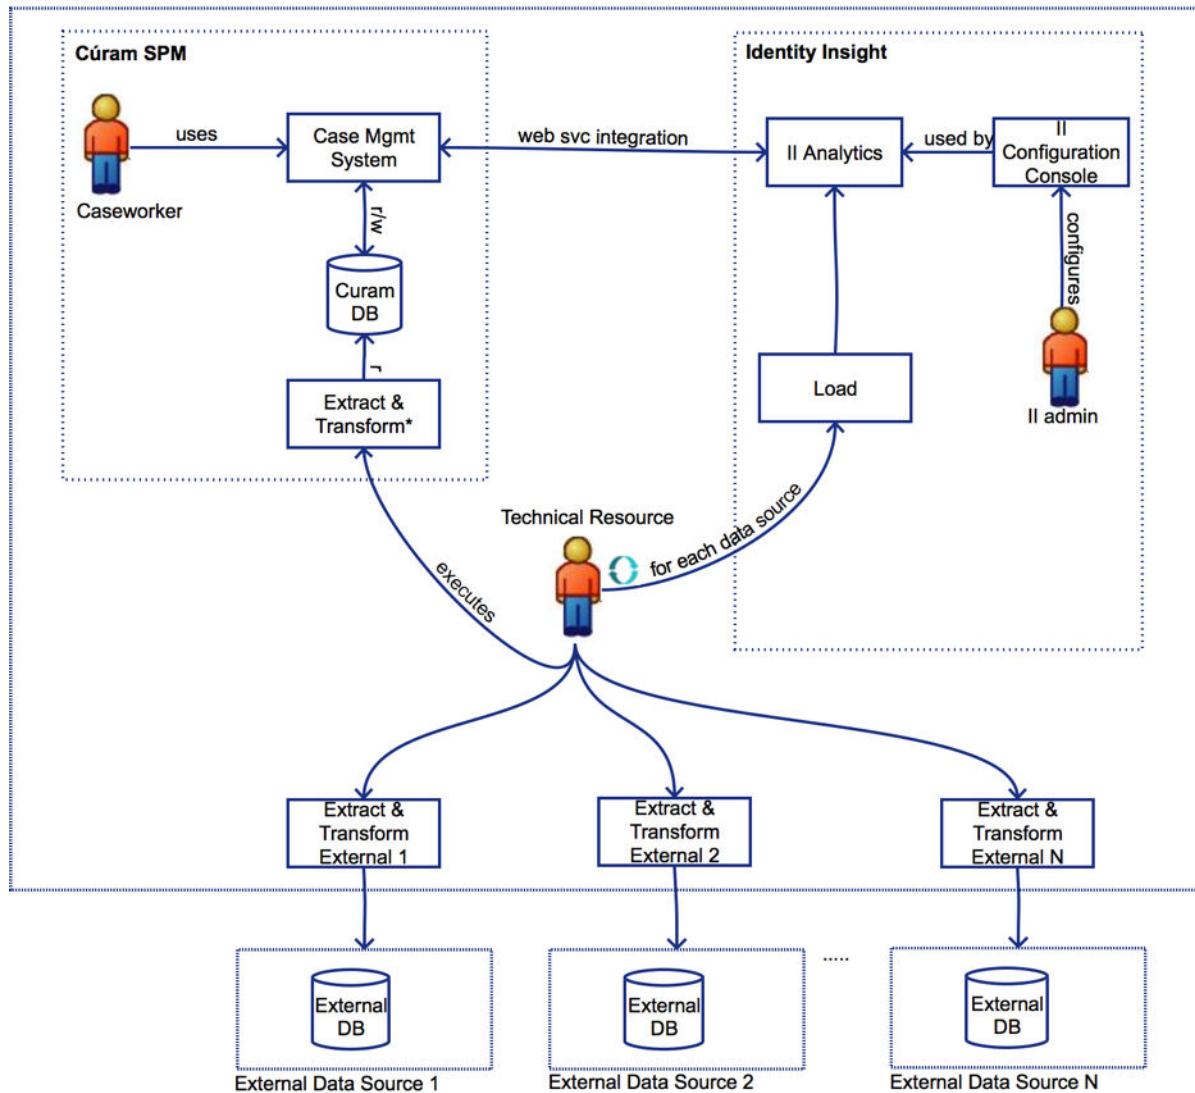 Cúram SPM
Identity Insight
uses
Case Mgmt
System
web svc integration
II Analytics
used by
II
Configuration
Console
Caseworker
r/w
configures
Curam
DB
r
Extract &
Transform*
Load
II admin
Technical Resource
for each data source
executes
Extract &
Transform
External 1
Extract &
Transform
External 2
Extract &
Transform
External N
.....
External
DB
External
DB
External
DB
External Data Source 1
External Data Source 2
External Data Source N